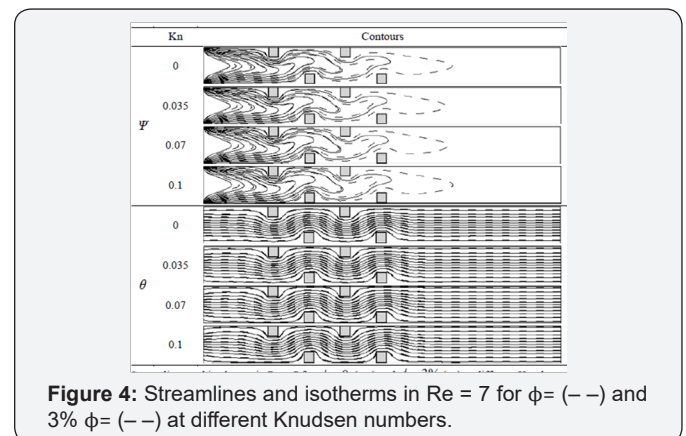 Kn Contours
0
0.035
Ψ
0.07
0.1
0
0.035
θ
0.07
0.1
Figure 4: Streamlines and isotherms in Re = 7 for ϕ= (– –) and
3% ϕ= (– –) at different Knudsen numbers.